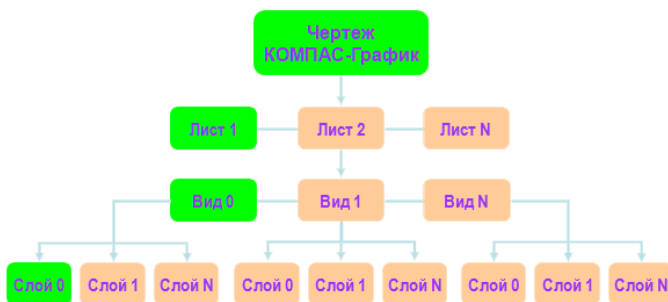 Чертеж
КОМПАС-График
Лист 1 Лист 2 Лист N
Вид 0 Вид 1 Вид N
Слой 0 Слой 1 Слой N Слой 0 Слой 1 Слой N Слой 0 Слой 1 Слой N